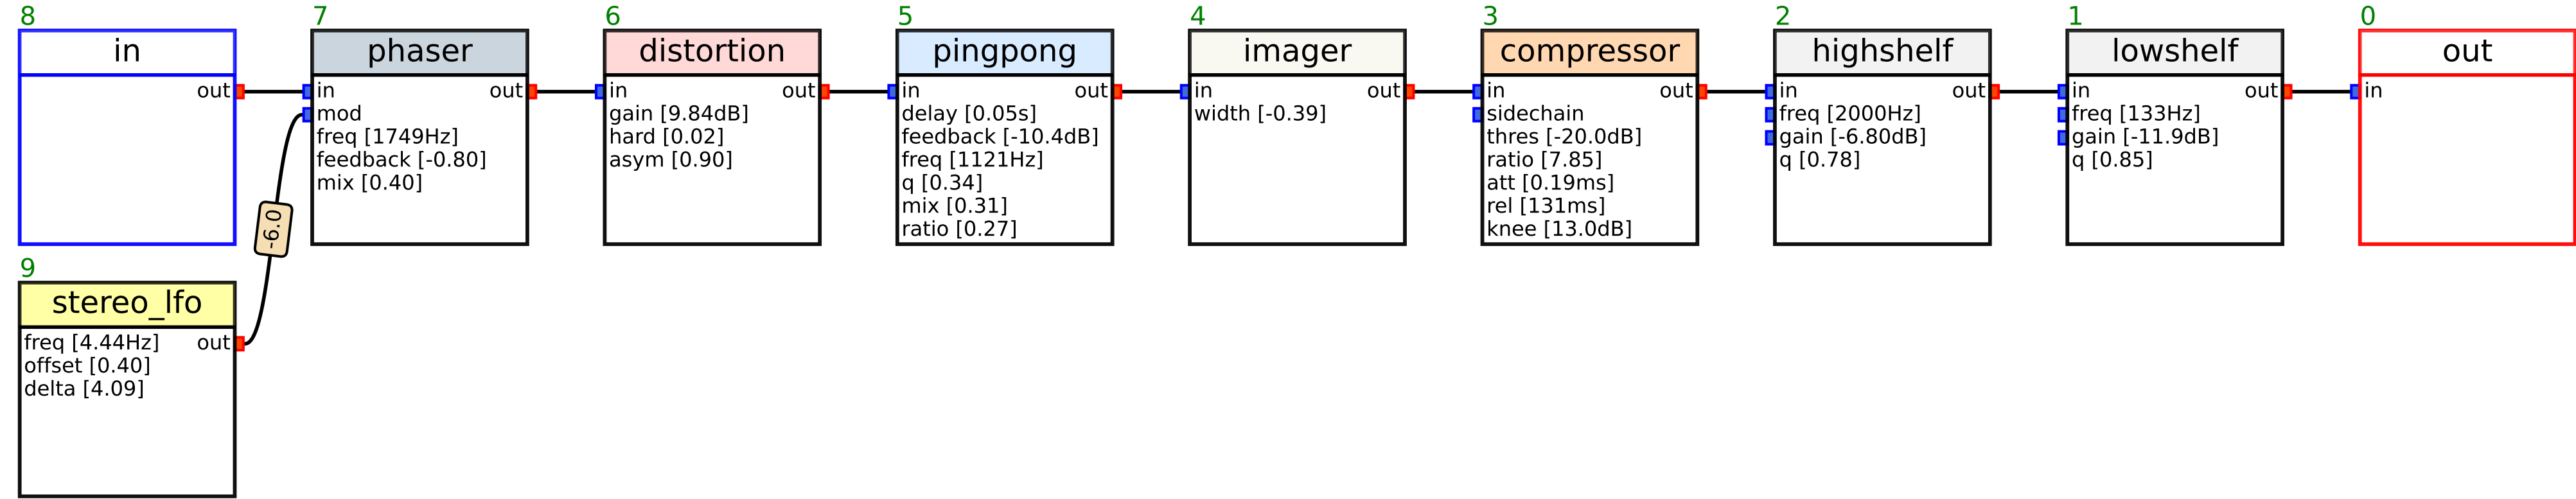 8
in
out
7
phaser
in out
mod
freq [1749Hz]
feedback [-0.80]
mix [0.40]
6
distortion
in out
gain [9.84dB]
hard [0.02]
asym [0.90]
5
pingpong
in out
delay [0.05s]
feedback [-10.4dB]
freq [1121Hz]
q [0.34]
mix [0.31]
ratio [0.27]
4
imager
in out
width [-0.39]
3
compressor
in out
sidechain
thres [-20.0dB]
ratio [7.85]
att [0.19ms]
rel [131ms]
knee [13.0dB]
2
highshelf
in out
freq [2000Hz]
gain [-6.80dB]
q [0.78]
1
lowshelf
in out
freq [133Hz]
gain [-11.9dB]
q [0.85]
0
out
in
-6.0
9
stereo_lfo
freq [4.44Hz] out
offset [0.40]
delta [4.09]